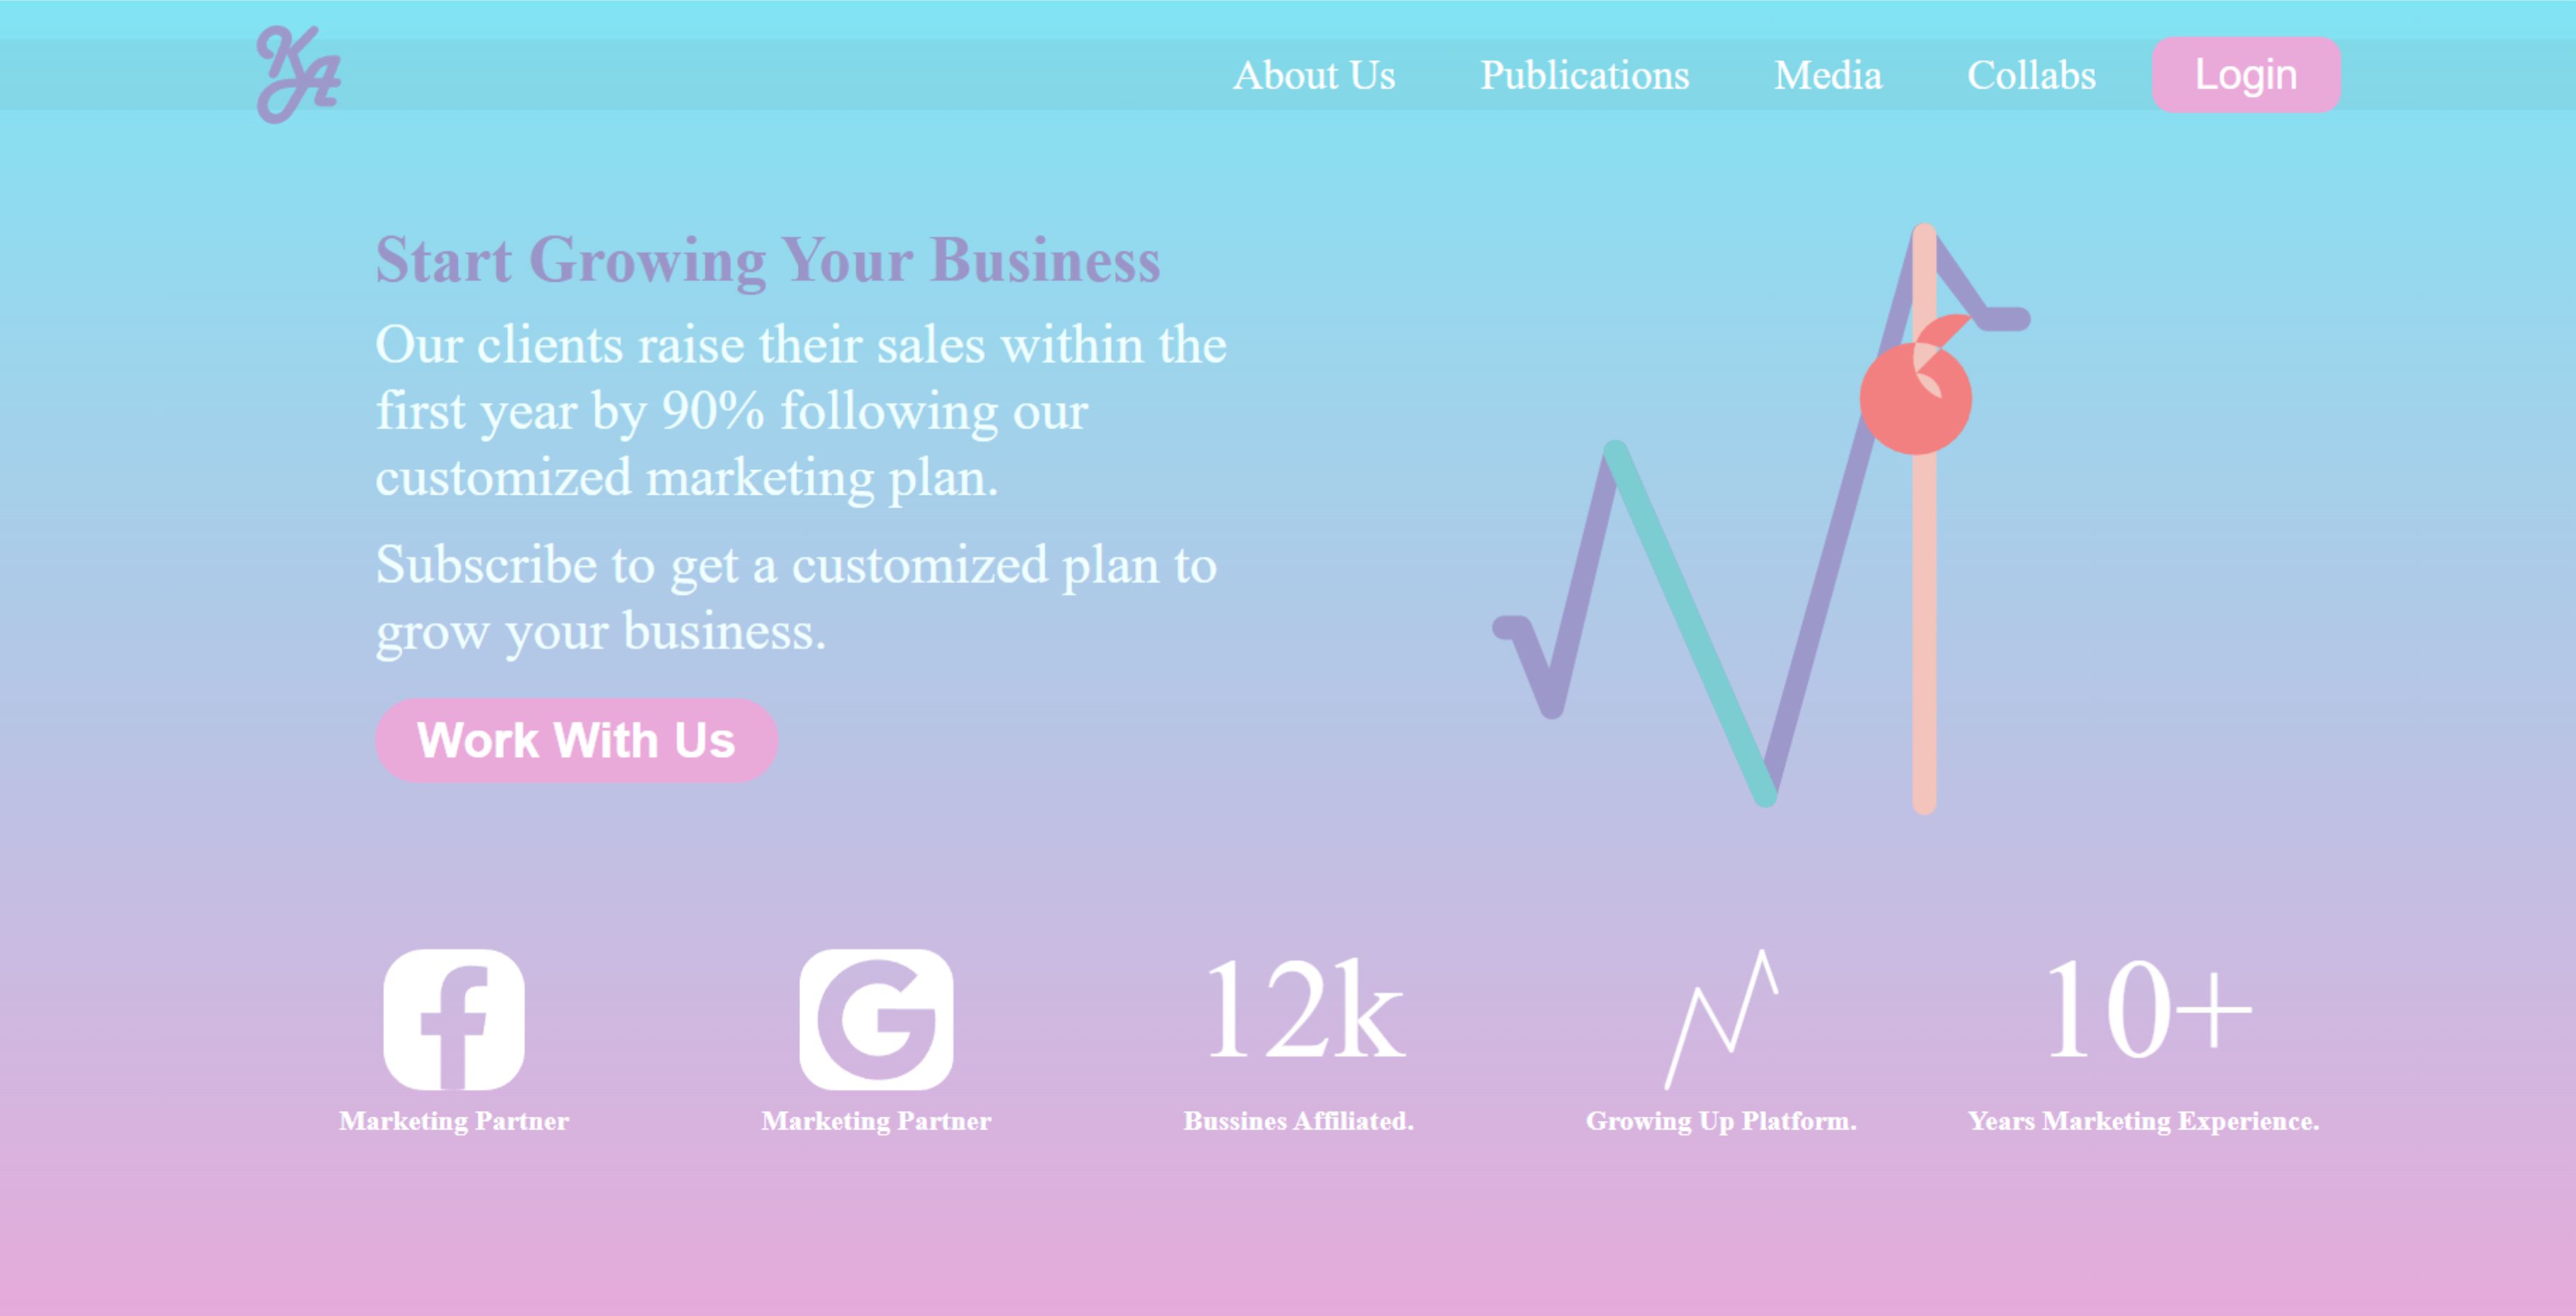 KA
About Us Publications Media Collabs Login
Start Growing Your Business
Our clients raise their sales within the
first year by 90% following our
customized marketing plan.
Subscribe to get a customized plan to
grow your business.
Work With Us
12k
10+
Marketing Partner
Marketing Partner
Bussines Affiliated.
Growing Up Platform.
Years Marketing Experience.